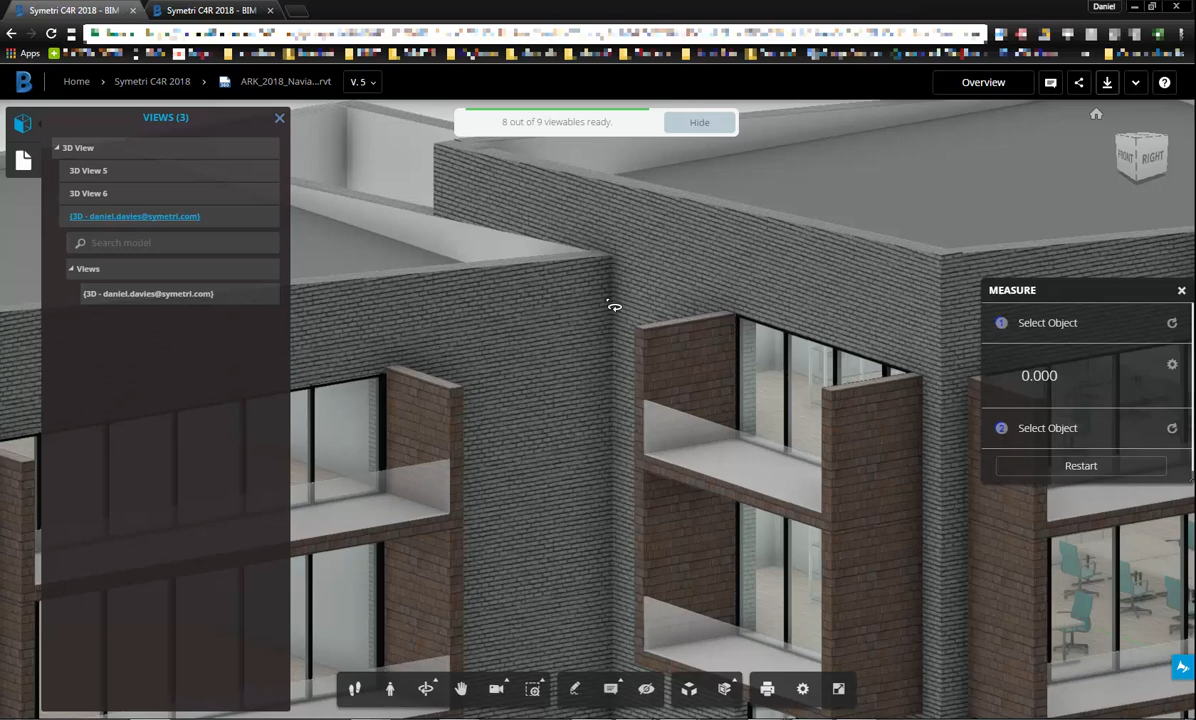 Symetri C4R 2018 - BIM
Symetri C4R 2018 - BIM
Daniel
Apps
Home
Symetri C4R 2018
ARK_2018_Navia...rvt
V. 5
Overview
VIEWS (3)
8 out of 9 viewables ready.
Hide
3D View
3D View 5
3D View 6
{3D - daniel.davies@symetri.com}
Search model
Views
{3D - daniel.davies@symetri.com}
FRONT
RIGHT
MEASURE
1 Select Object
0.000
2 Select Object
Restart